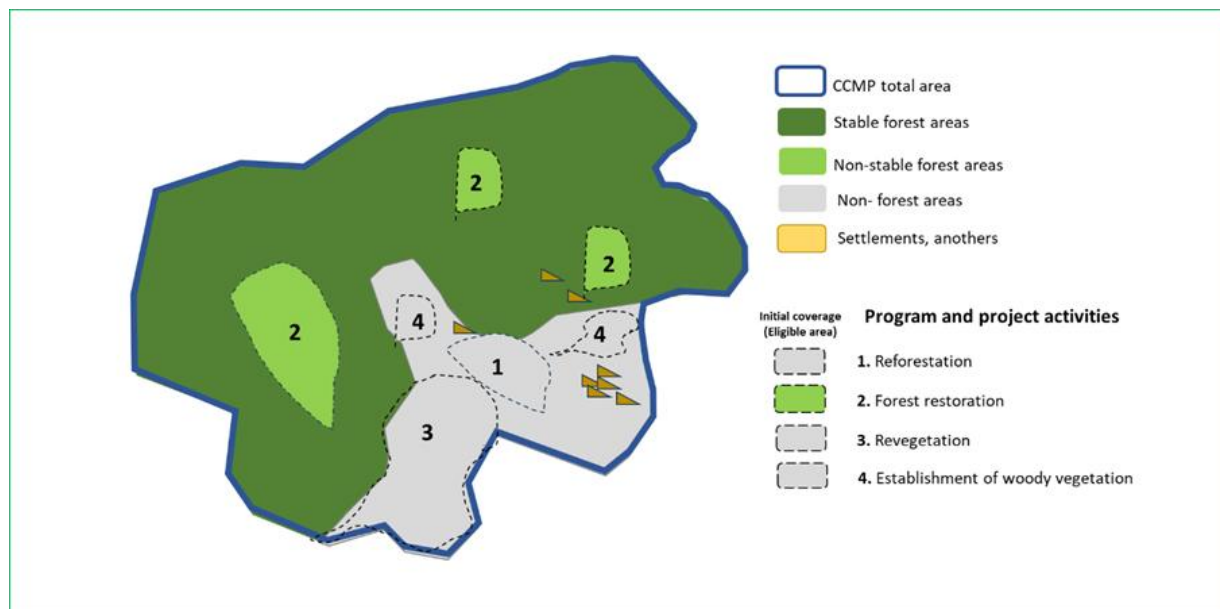 CCMP total area
Stable forest areas
Non-stable forest areas
Non- forest areas
Settlements, anothers
Initial coverage
(Eligible area)
Program and project activities
1. Reforestation
2. Forest restoration
3. Revegetation
4. Establishment of woody vegetation
2
2
2
4
4
1
3